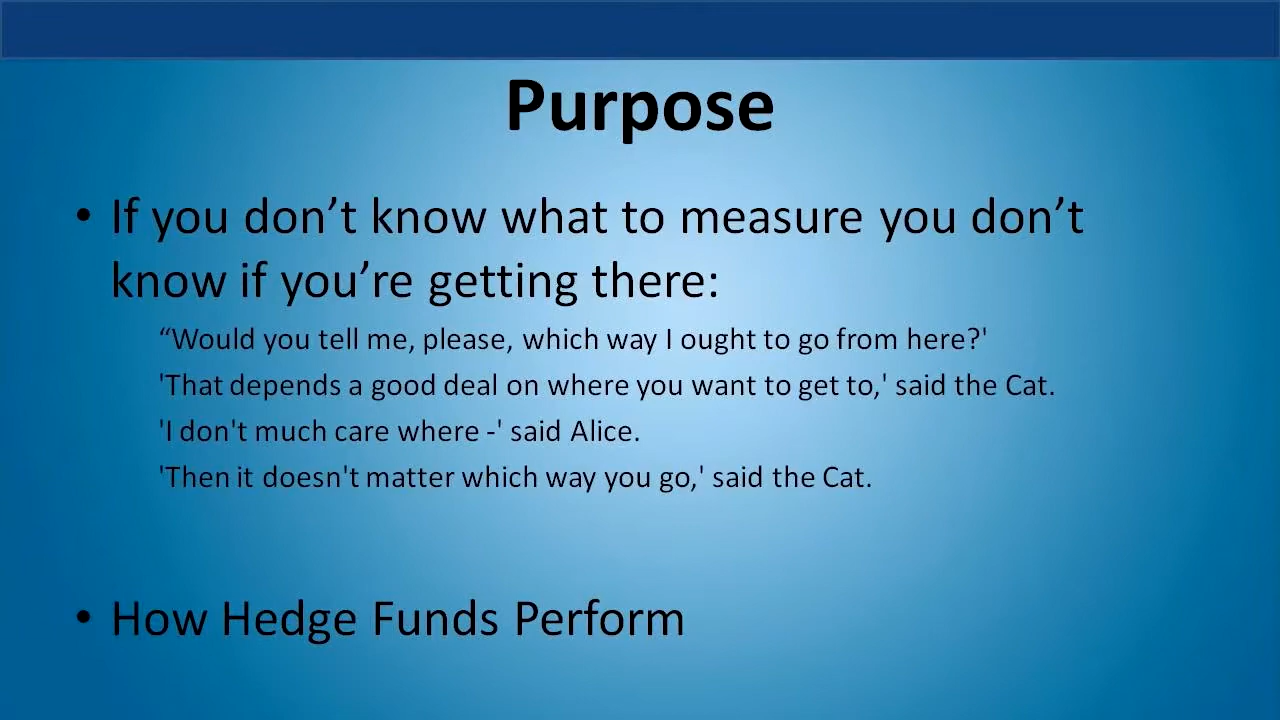 Purpose
• If you don’t know what to measure you don’t
know if you’re getting there:
“Would you tell me, please, which way I ought to go from here?'
'That depends a good deal on where you want to get to,' said the Cat.
'I don't much care where -' said Alice.
'Then it doesn't matter which way you go,' said the Cat.
• How Hedge Funds Perform